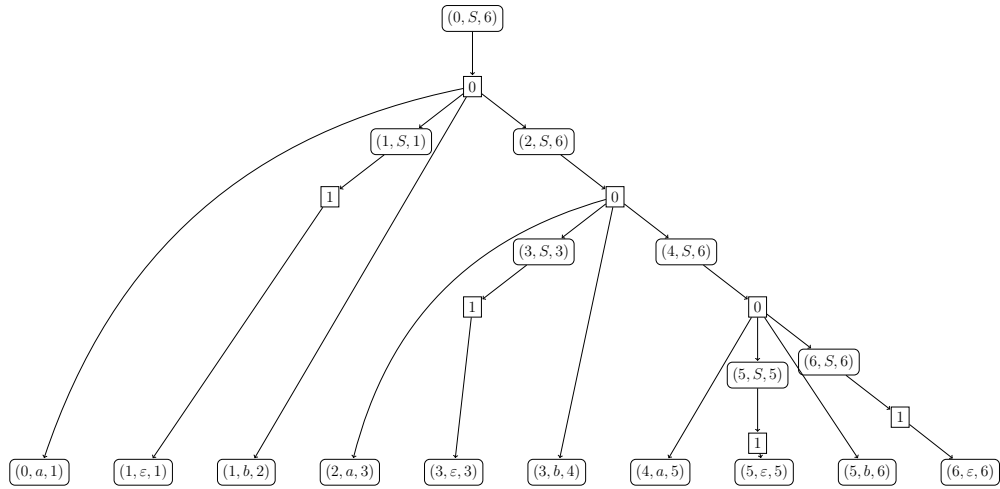 (0, S, 6)
0
(1, S, 1) (2, S, 6)
1 0
(3, S, 3) (4, S, 6)
1 0
(5, S, 5) (6, S, 6)
1 1
(0, a, 1) (1, ε, 1) (1, b, 2) (2, a, 3) (3, ε, 3) (3, b, 4) (4, a, 5) (5, ε, 5) (5, b, 6) (6, ε, 6)